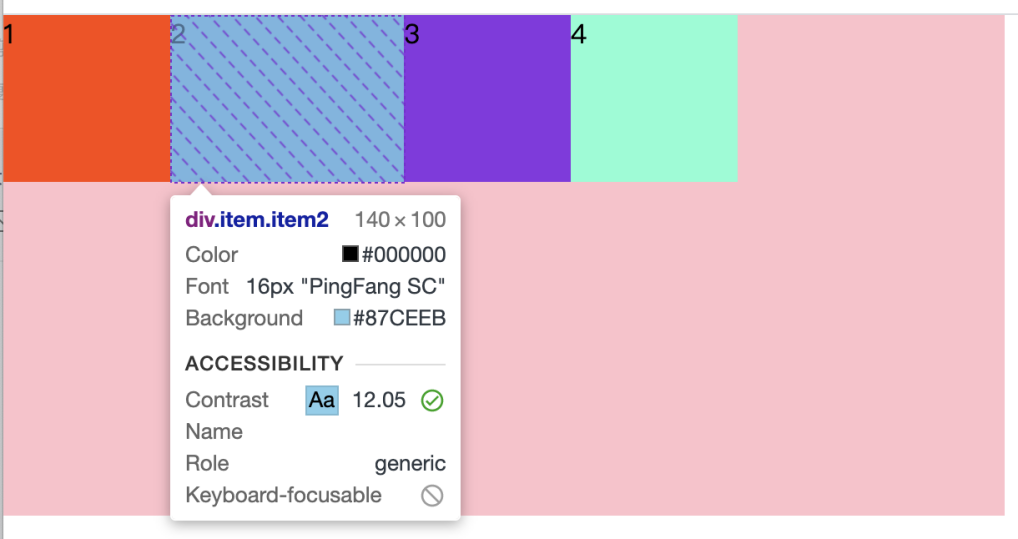 1 2 3 4
div.item.item2 140 × 100
Color #000000
Font 16px "PingFang SC"
Background #87CEEB
ACCESSIBILITY
Contrast Aa 12.05
Name
Role generic
Keyboard-focusable